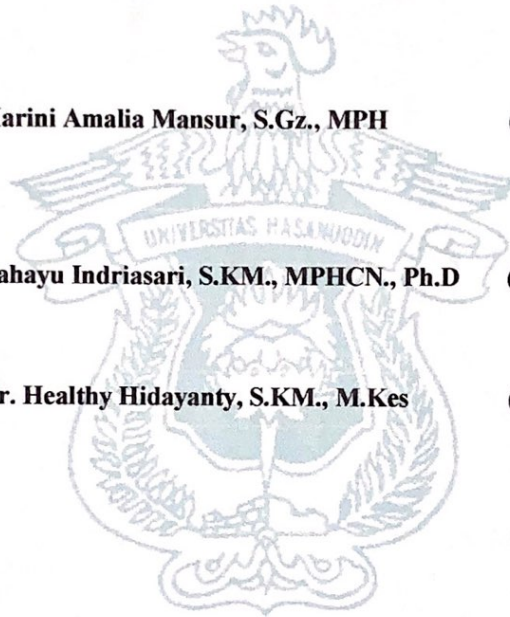 arini Amalia Mansur, S.Gz., MPH (
UNIVERSITAS HASANUDDIN
ahayu Indriasari, S.KM., MPHCN., Ph.D (
r. Healthy Hidayanty, S.KM., M.Kes (